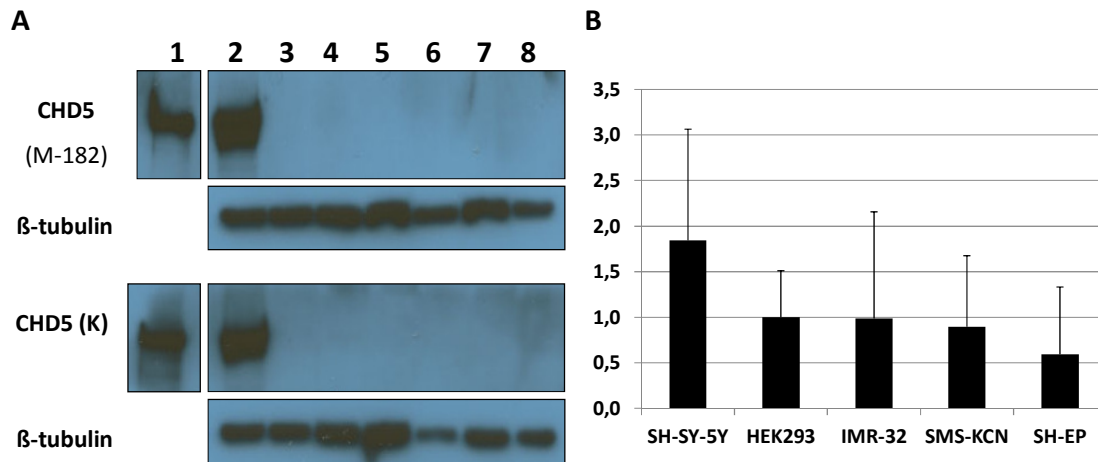 A
1 2 3 4 5 6 7 8
CHD5
(M-182)
ß-tubulin
CHD5 (K)
ß-tubulin
B
3,5
3,0
2,5
2,0
1,5
1,0
0,5
0,0
SH-SY-5Y HEK293 IMR-32 SMS-KCN SH-EP